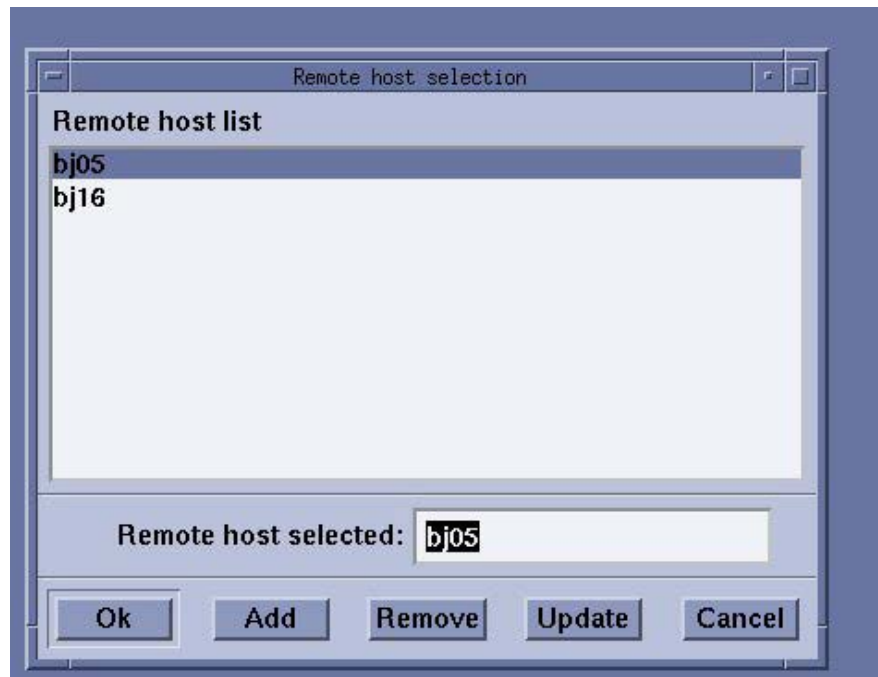 Remote host selection
Remote host list
bj05
bj16
Remote host selected: bj05
Ok Add Remove Update Cancel